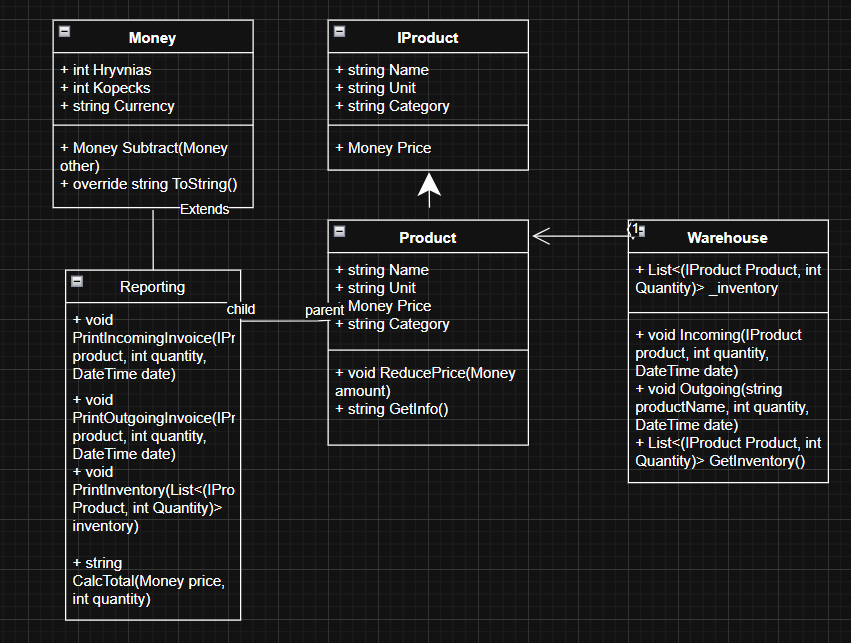 Money
+ int Hryvnias
+ int Kopecks
+ string Currency
+ Money Subtract(Money
other)
+ override string ToString()
Extends
IProduct
+ string Name
+ string Unit
+ string Category
+ Money Price
Reporting
+ void
PrintIncomingInvoice(IPr
product, int quantity,
DateTime date)
+ void
PrintOutgoingInvoice(IPr
product, int quantity,
DateTime date)
+ void
PrintInventory(List<(IPro
Product, int Quantity)>
inventory)
+ string
CalcTotal(Money price,
int quantity)
child
parent
Product
+ string Name
+ string Unit
Money Price
+ string Category
+ void ReducePrice(Money
amount)
+ string GetInfo()
1
Warehouse
+ List<(IProduct Product, int
Quantity)> _inventory
+ void Incoming(IProduct
product, int quantity,
DateTime date)
+ void Outgoing(string
productName, int quantity,
DateTime date)
+ List<(IProduct Product, int
Quantity)> GetInventory()